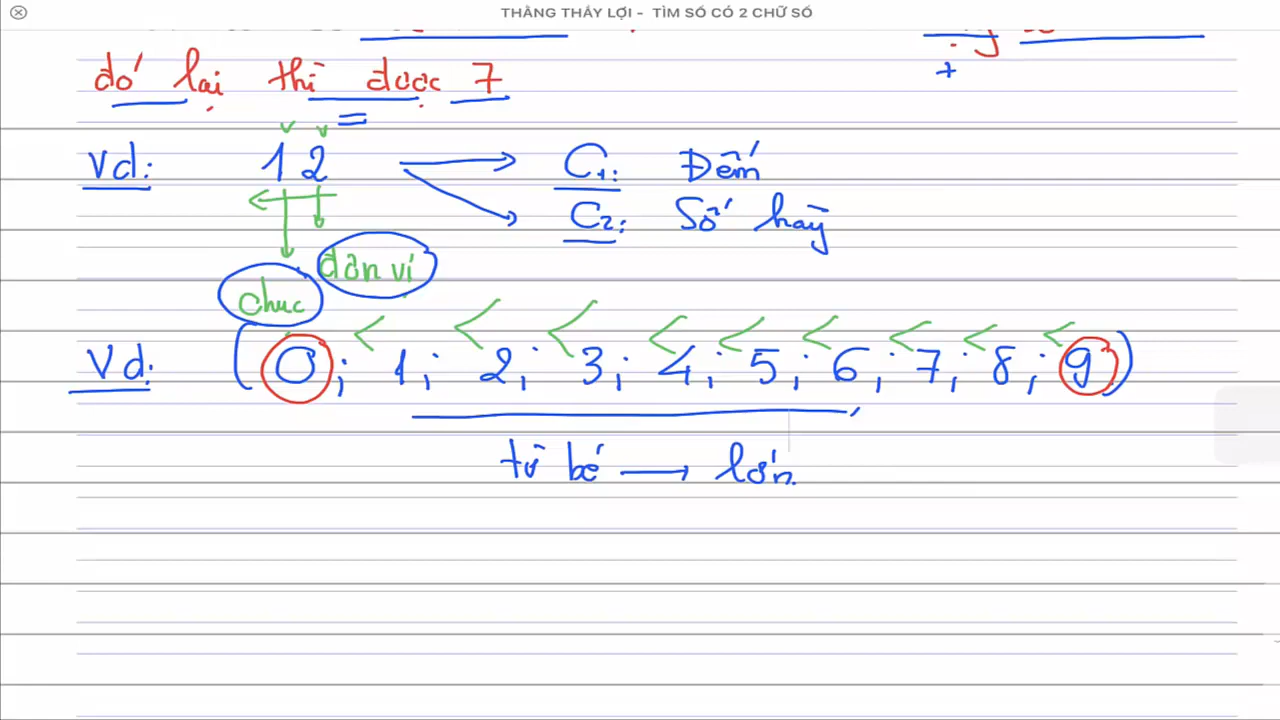 THẰNG THẦY LỢI - TÌM SỐ CÓ 2 CHỮ SỐ
đó lại thì được 7
+
=
Vd: 12 C1: Đếm
C2: Số hạng
đơn vị
chục
< < < < < < < < <
Vd: (0; 1; 2; 3; 4; 5; 6; 7; 8; 9)
từ bé → lớn